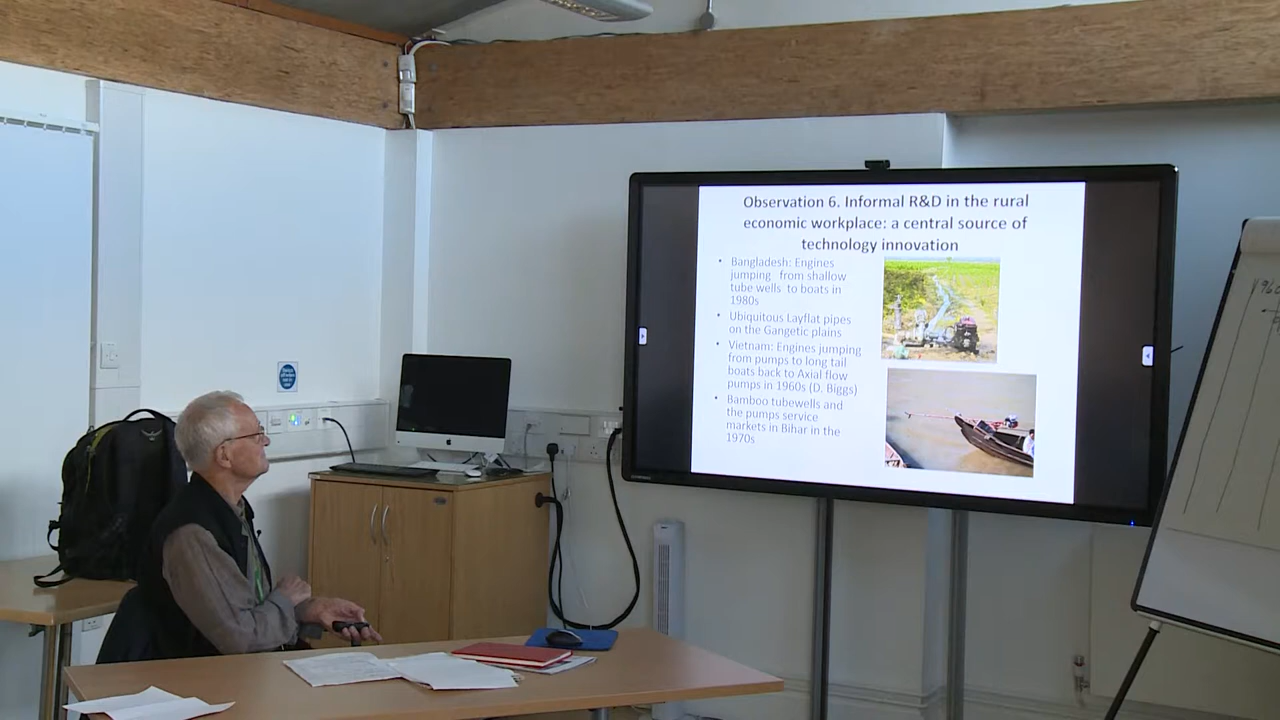 Observation 6. Informal R&D in the rural
economic workplace: a central source of
technology innovation
• Bangladesh: Engines
jumping from shallow
tube wells to boats in
1980s
• Ubiquitous Layflat pipes
on the Gangetic plains
• Vietnam: Engines jumping
from pumps to long tail
boats back to Axial flow
pumps in 1960s (D. Biggs)
• Bamboo tubewells and
the pumps service
markets in Bihar in the
1970s